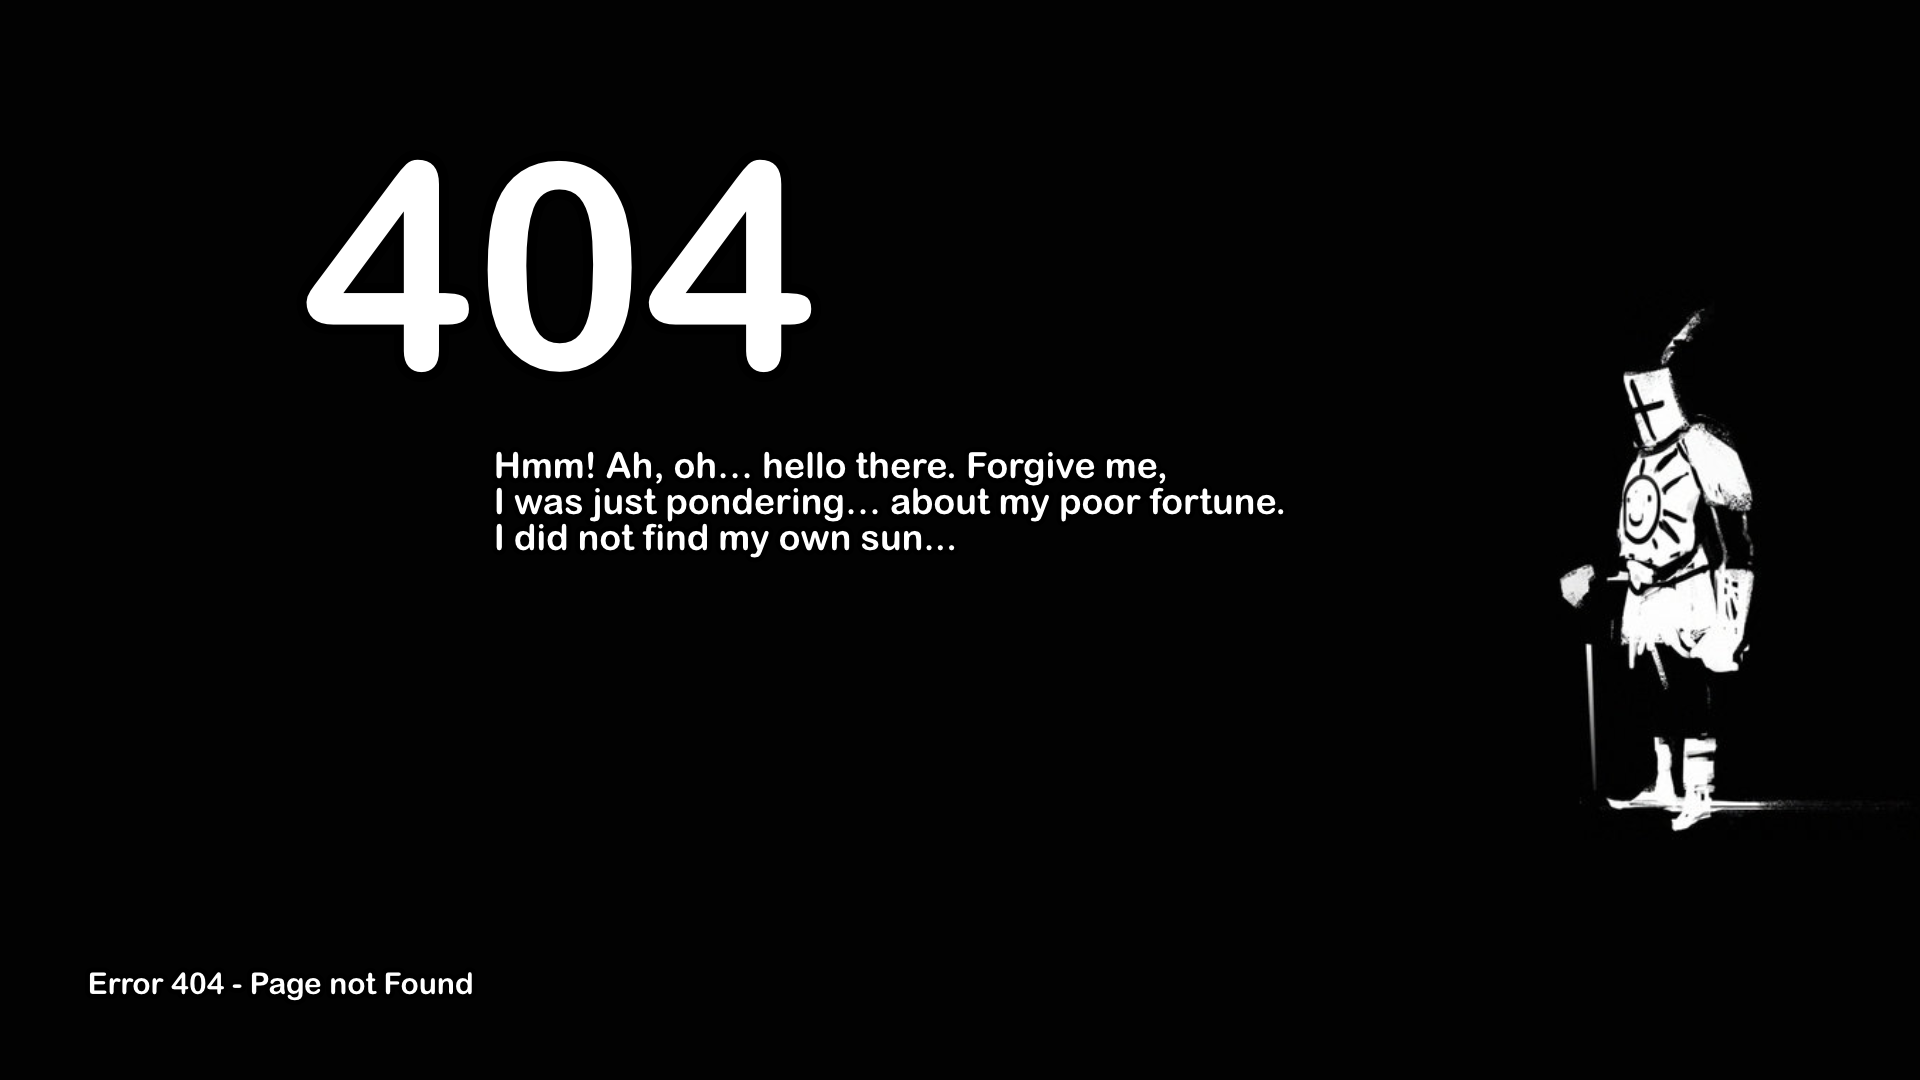 404
Hmm! Ah, oh... hello there. Forgive me,
I was just pondering... about my poor fortune.
I did not find my own sun...
Error 404 - Page not Found